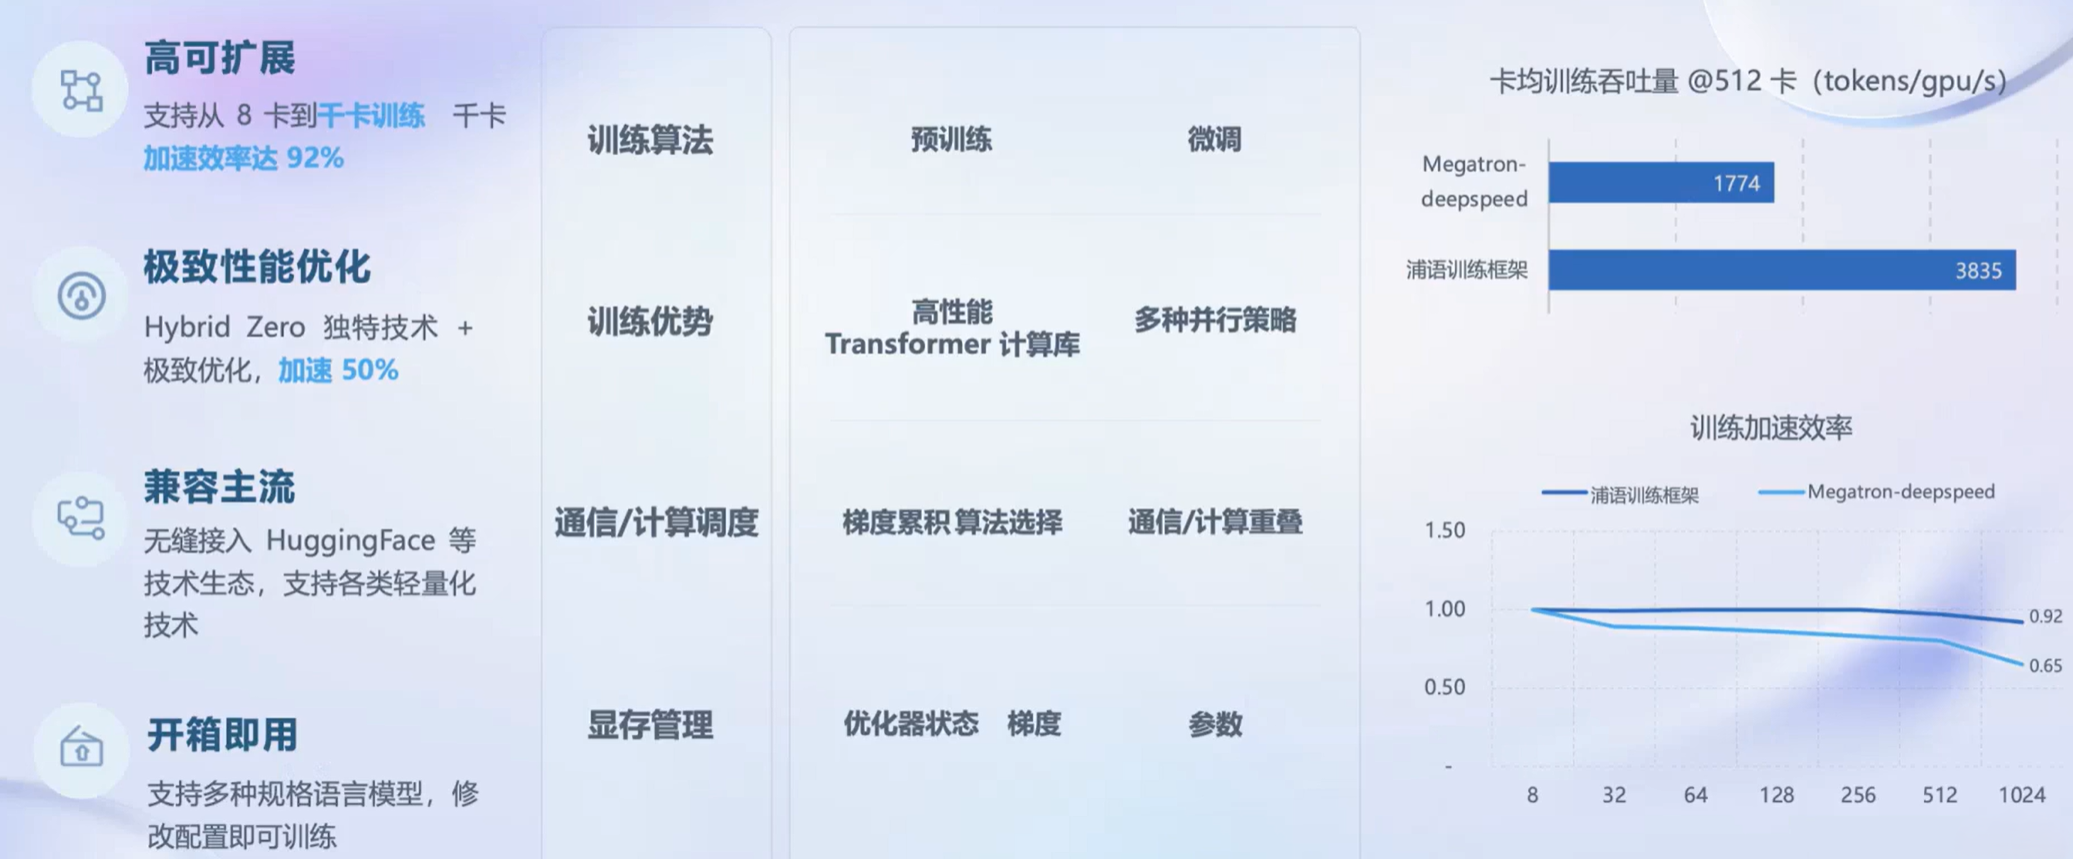 高可扩展
支持从 8 卡到千卡训练 千卡
加速效率达 92%
极致性能优化
Hybrid Zero 独特技术 +
极致优化，加速 50%
兼容主流
无缝接入 HuggingFace 等
技术生态，支持各类轻量化
技术
开箱即用
支持多种规格语言模型，修
改配置即可训练
训练算法
预训练 微调
训练优势
高性能
Transformer 计算库
多种并行策略
通信/计算调度
梯度累积 算法选择 通信/计算重叠
显存管理
优化器状态 梯度 参数
卡均训练吞吐量 @512 卡（tokens/gpu/s）
Megatron-
deepspeed
1774
浦语训练框架
3835
训练加速效率
浦语训练框架 Megatron-deepspeed
1.50
1.00
0.50
-
0.92
0.65
8 32 64 128 256 512 1024